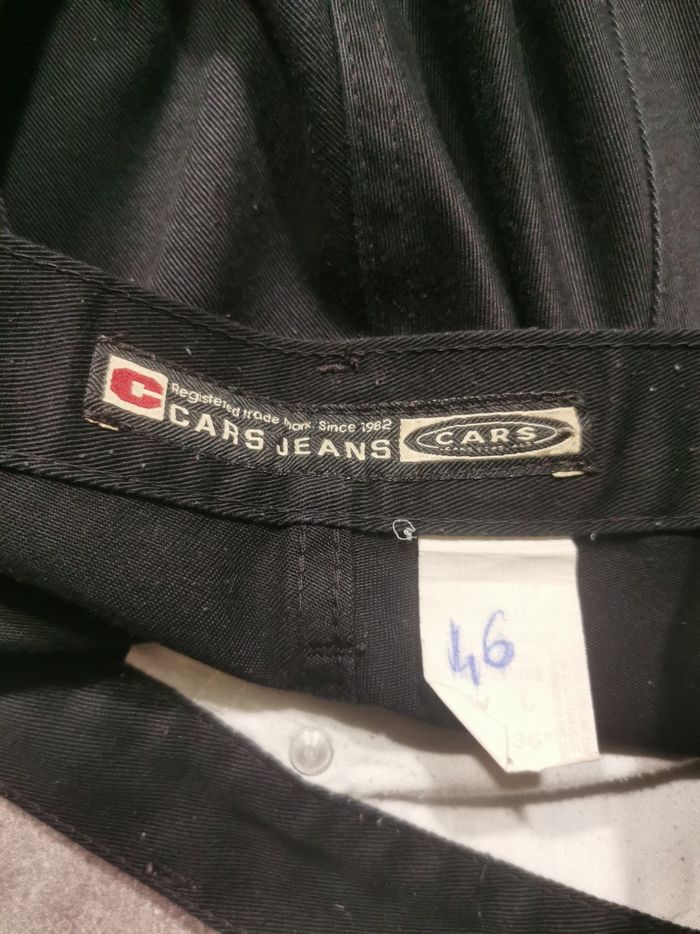 C
Registered trade mark. Since 1982
CARS JEANS
CARS
46
W L
36"